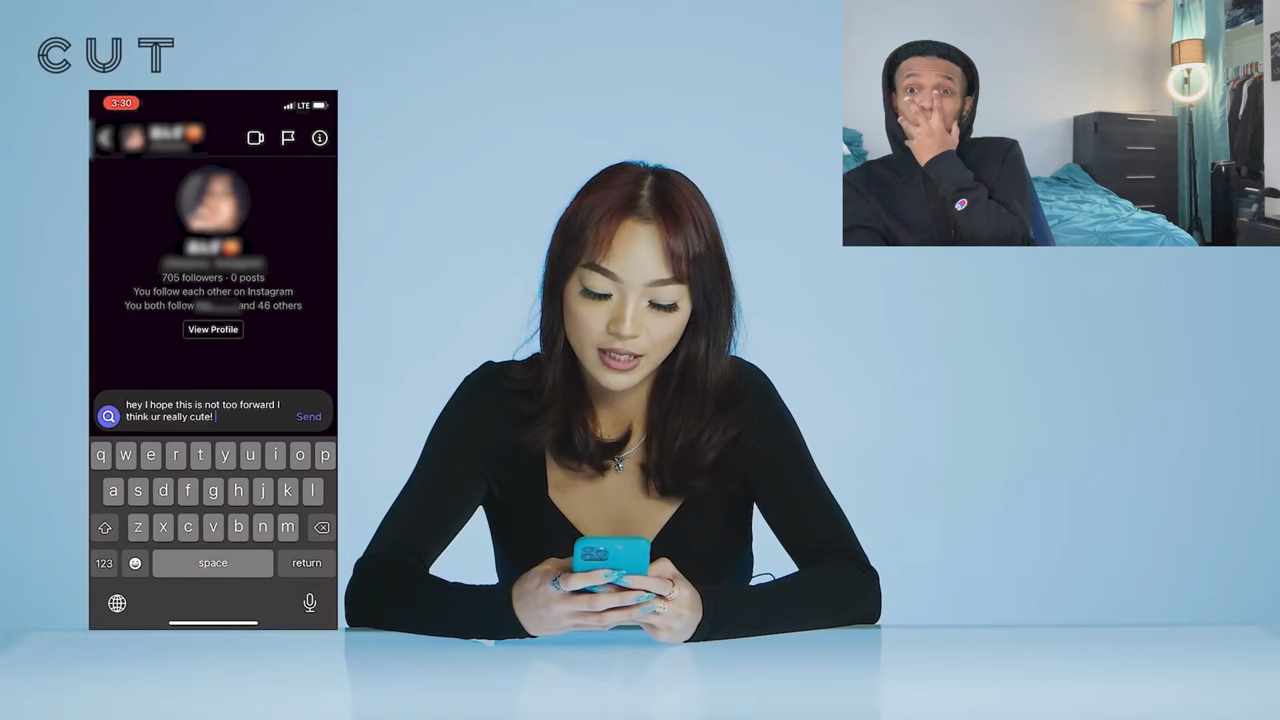 CUT
3:30
LTE
705 followers · 0 posts
You follow each other on Instagram
You both follow
and 46 others
View Profile
hey I hope this is not too forward I
think ur really cute!
Send
q w e r t y u i o p
a s d f g h j k l
z x c v b n m
123
space
return